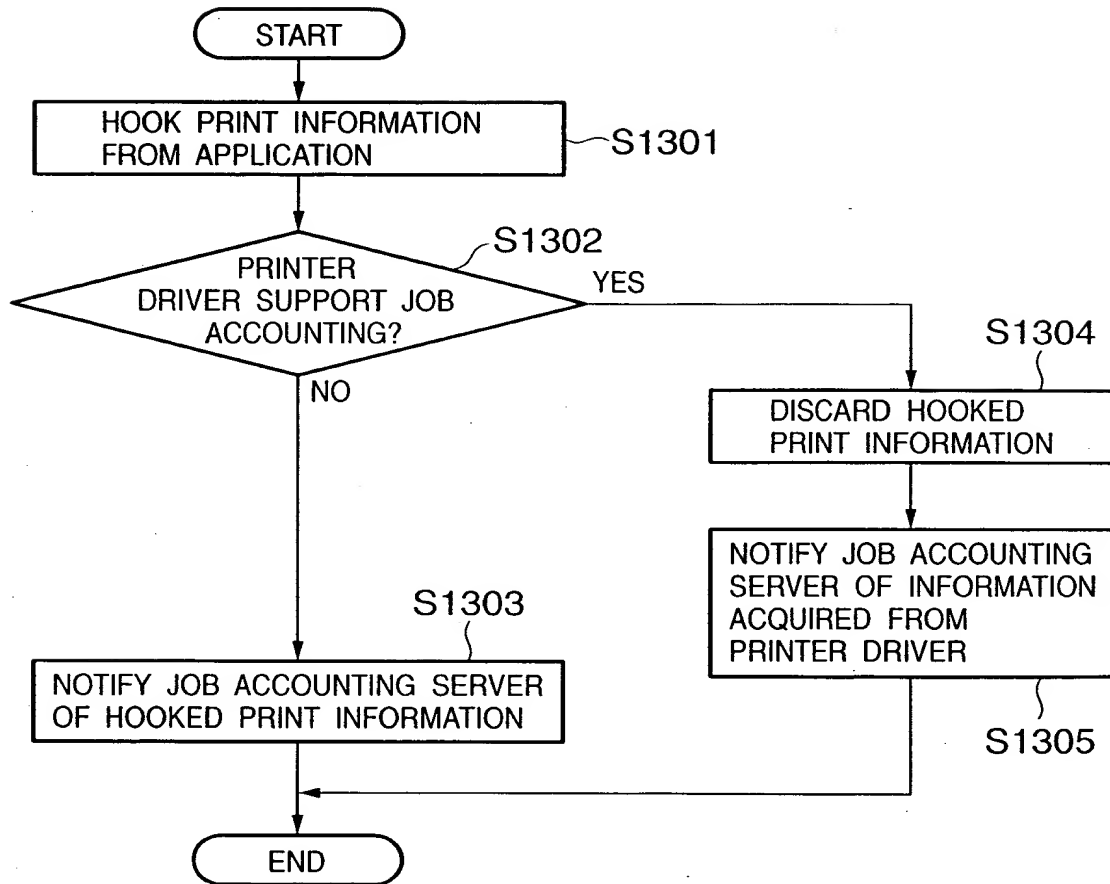 START
HOOK PRINT INFORMATION
FROM APPLICATION
S1301
S1302
PRINTER
DRIVER SUPPORT JOB
ACCOUNTING?
YES
NO
S1304
DISCARD HOOKED
PRINT INFORMATION
NOTIFY JOB ACCOUNTING
SERVER OF INFORMATION
ACQUIRED FROM
PRINTER DRIVER
S1305
S1303
NOTIFY JOB ACCOUNTING SERVER
OF HOOKED PRINT INFORMATION
END